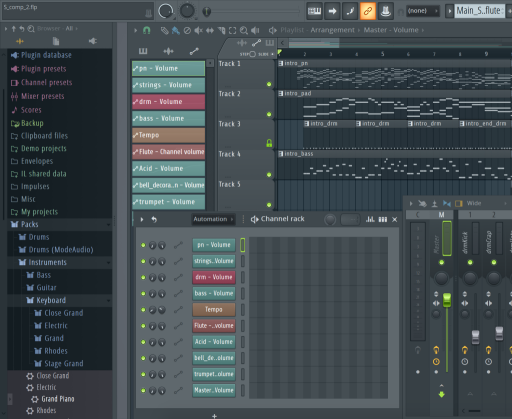 S_comp_2.flp
(none)
Main_S..flute
Browser
All
Playlist
Arrangement
Master - Volume
Plugin database
Plugin presets
Channel presets
Mixer presets
Scores
Backup
Clipboard files
Demo projects
Envelopes
IL shared data
Impulses
Misc
My projects
Packs
Drums
Drums (ModeAudio)
Instruments
Bass
Guitar
Keyboard
Close Grand
Electric
Grand
Rhodes
Stage Grand
Close Grand
Electric
Grand Piano
Rhodes
pn - Volume
strings - Volume
drm - Volume
bass - Volume
Tempo
Flute - Channel volume
Acid - Volume
bell_decora..n - Volume
trumpet - Volume
Track 1
intro_pn
Track 2
intro_pad
Track 3
intro_drm
intro_drm
intro_drm
intro_end_drm
Track 4
intro_bass
Track 5
Automation
Channel rack
pn - Volume
strings..Volume
drm - Volume
bass - Volume
Tempo
Flute -..volume
Acid - Volume
bell_de..olume
trumpet..olume
Master..Volume
Wide
C
M
1
2
Master
drmKick
drmClap